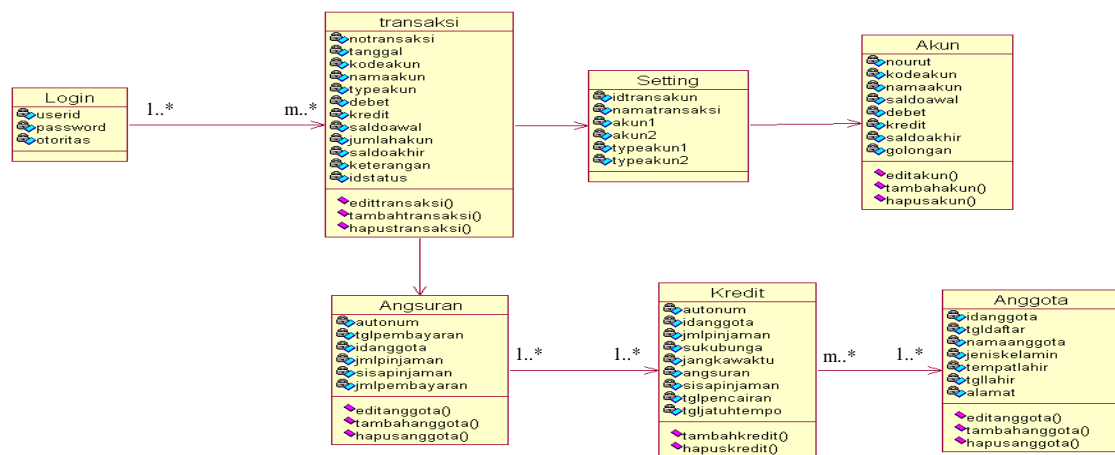 Login
userid
password
otoritas
1..*
m..*
transaksi
notransaksi
tanggal
kodeakun
namaakun
typeakun
debet
kredit
saldoawal
jumlahakun
saldoakhir
keterangan
idstatus
edittransaksi()
tambahtransaksi()
hapustransaksi()
Setting
idtransakun
namatransaksi
akun1
akun2
typeakun1
typeakun2
Akun
nourut
kodeakun
namaakun
saldoawal
debet
kredit
saldoakhir
golongan
editakun()
tambahakun()
hapusakun()
Angsuran
autonum
tglpembayaran
idanggota
jmlpinjaman
sisapinjaman
jmlpembayaran
editanggota()
tambahanggota()
hapusanggota()
1..*
1..*
Kredit
autonum
idanggota
jmlpinjaman
sukubunga
jangkawaktu
angsuran
sisapinjaman
tglpencairan
tgljatuhtempo
tambahkredit()
hapuskredit()
m..*
1..*
Anggota
idanggota
tgldaftar
namaanggota
jeniskelamin
tempatlahir
tgllahir
alamat
editanggota()
tambahanggota()
hapusanggota()